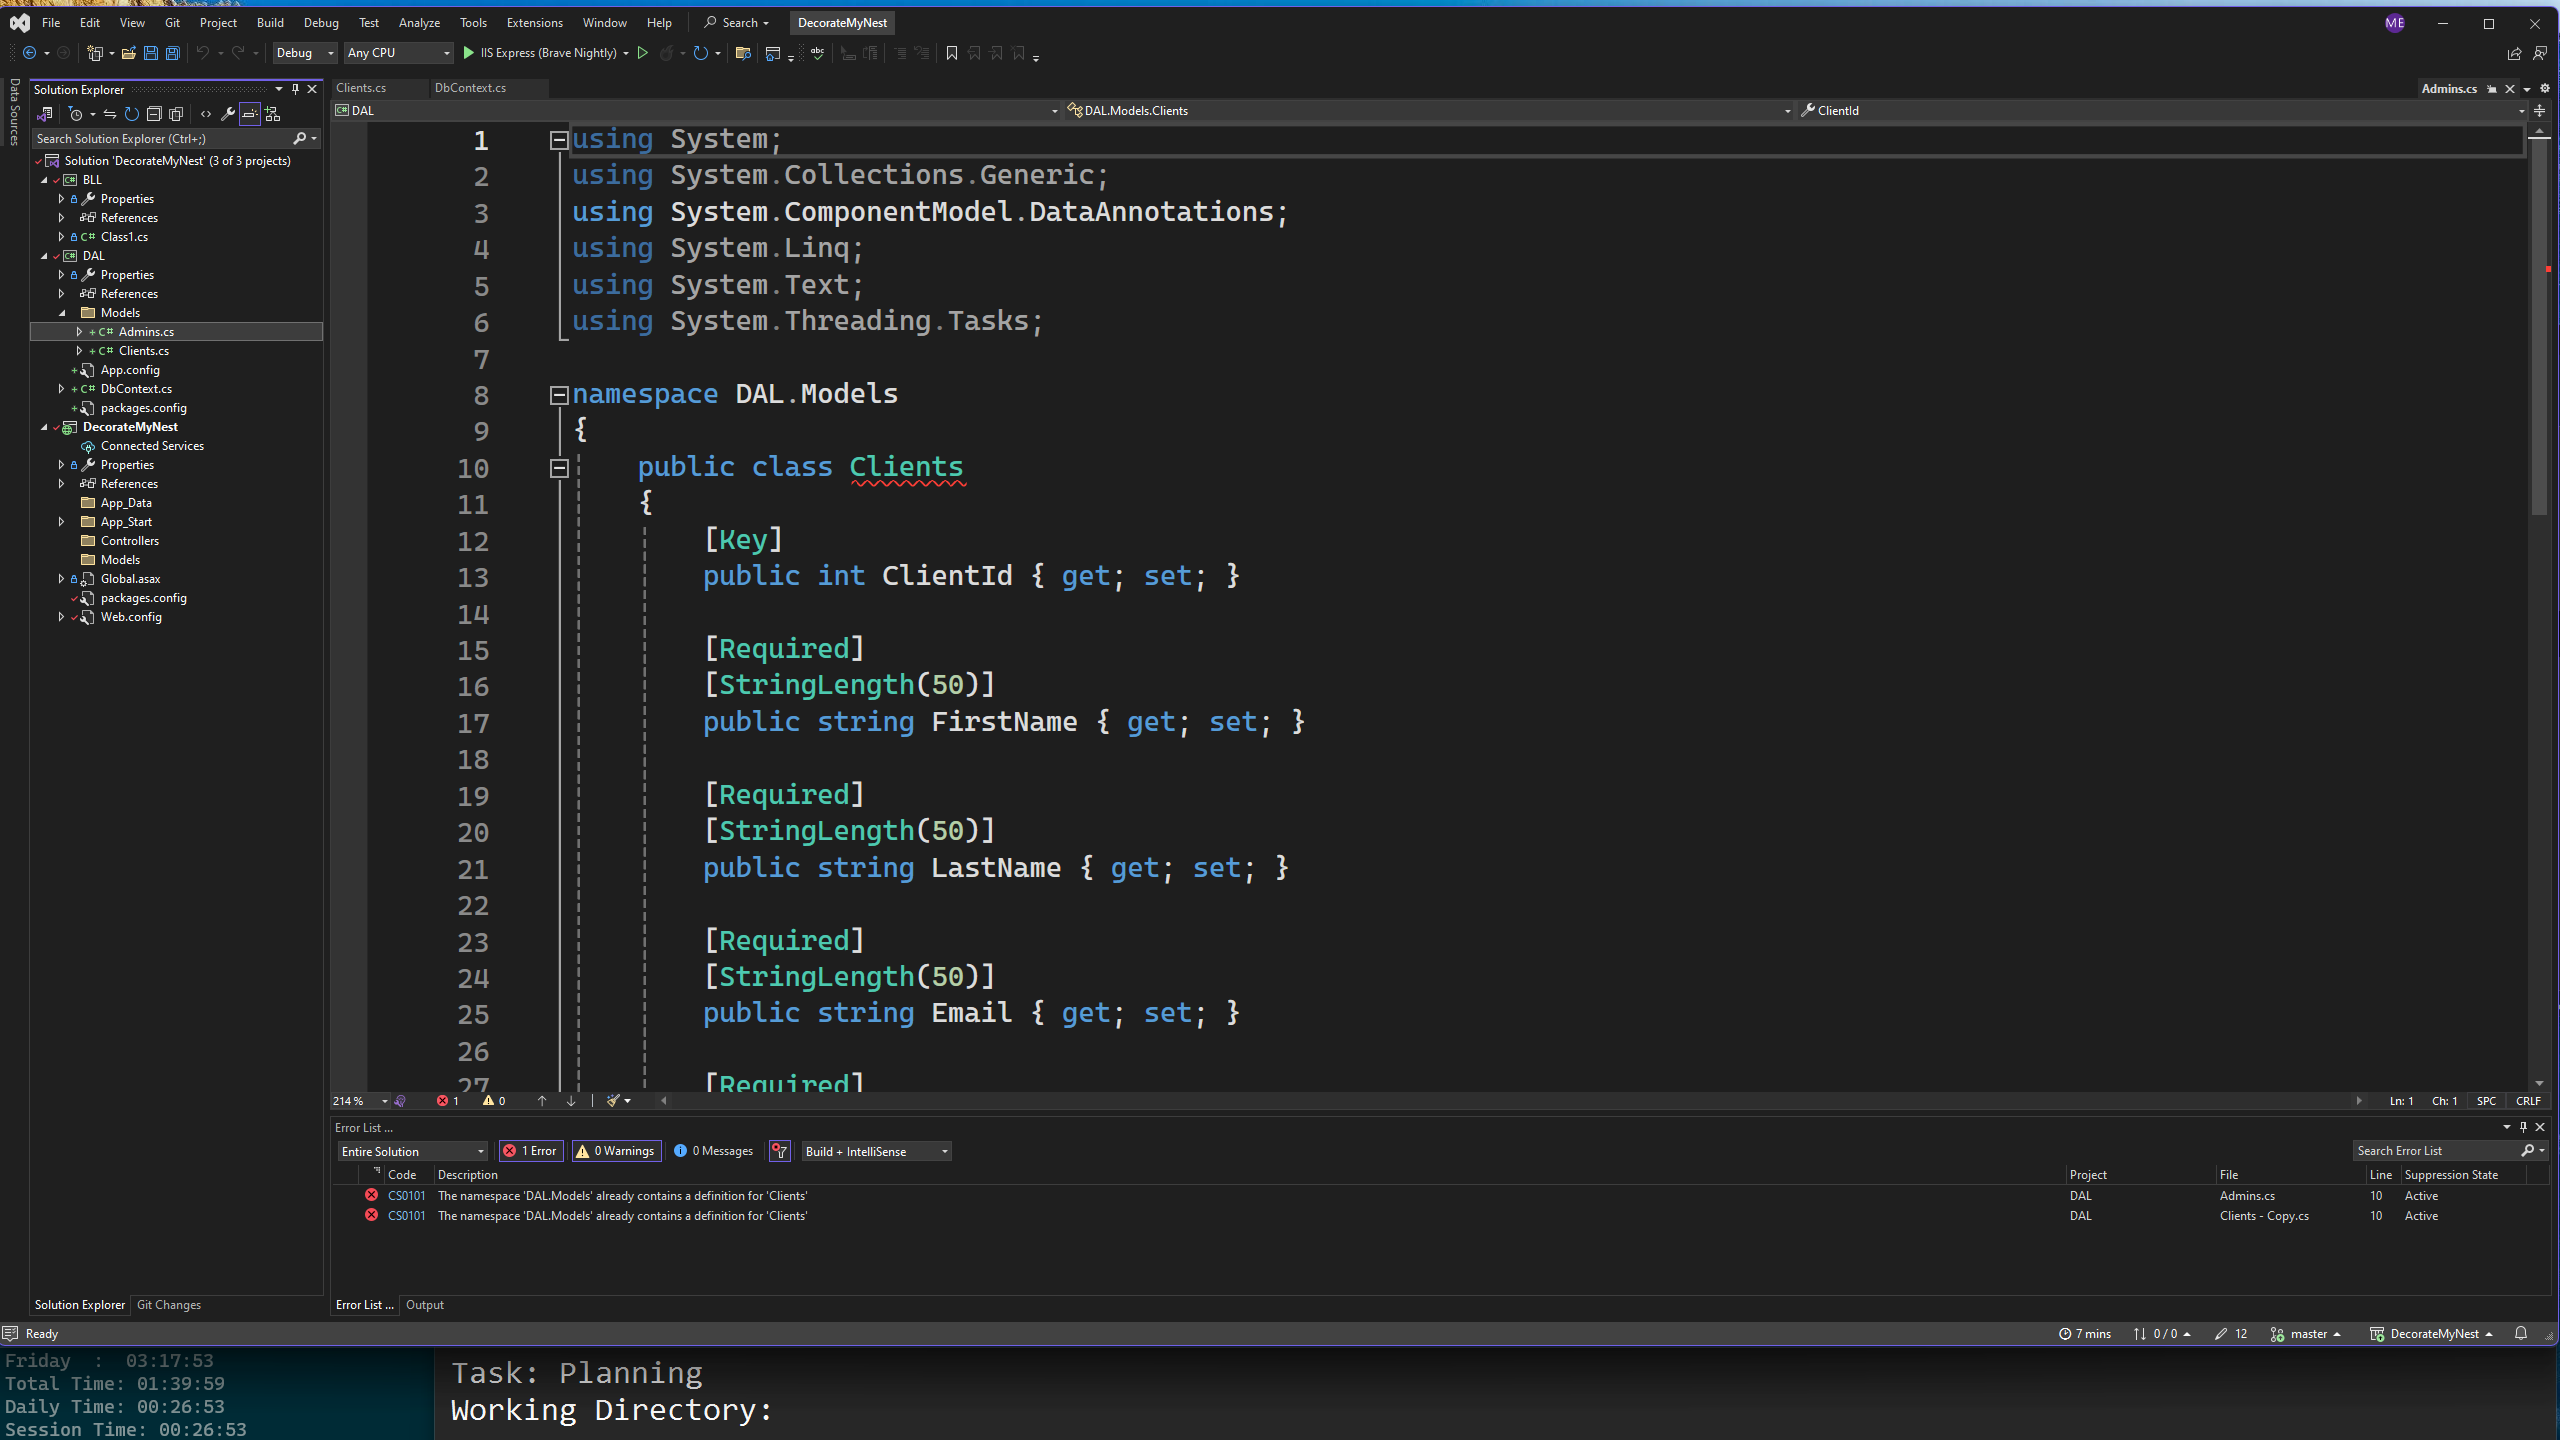 File Edit View Git Project Build Debug Test Analyze Tools Extensions Window Help Search DecorateMyNest ME
Debug Any CPU IIS Express (Brave Nightly)
Data Sources
Solution Explorer
Search Solution Explorer (Ctrl+;)
Solution 'DecorateMyNest' (3 of 3 projects)
BLL
Properties
References
C# Class1.cs
DAL
Properties
References
Models
C# Admins.cs
C# Clients.cs
App.config
C# DbContext.cs
packages.config
DecorateMyNest
Connected Services
Properties
References
App_Data
App_Start
Controllers
Models
Global.asax
packages.config
Web.config
Solution Explorer Git Changes
Clients.cs DbContext.cs Admins.cs
DAL DAL.Models.Clients ClientId
1 using System;
2 using System.Collections.Generic;
3 using System.ComponentModel.DataAnnotations;
4 using System.Linq;
5 using System.Text;
6 using System.Threading.Tasks;
7
8 namespace DAL.Models
9 {
10 public class Clients
11 {
12 [Key]
13 public int ClientId { get; set; }
14
15 [Required]
16 [StringLength(50)]
17 public string FirstName { get; set; }
18
19 [Required]
20 [StringLength(50)]
21 public string LastName { get; set; }
22
23 [Required]
24 [StringLength(50)]
25 public string Email { get; set; }
26
27 [Required]
214 % 1 0 Ln: 1 Ch: 1 SPC CRLF
Error List ...
Entire Solution 1 Error 0 Warnings 0 Messages Build + IntelliSense Search Error List
Code Description Project File Line Suppression State
CS0101 The namespace 'DAL.Models' already contains a definition for 'Clients' DAL Admins.cs 10 Active
CS0101 The namespace 'DAL.Models' already contains a definition for 'Clients' DAL Clients - Copy.cs 10 Active
Error List ... Output
Ready 7 mins 0 / 0 12 master DecorateMyNest
Friday : 03:17:53
Total Time: 01:39:59
Daily Time: 00:26:53
Session Time: 00:26:53
Task: Planning
Working Directory: